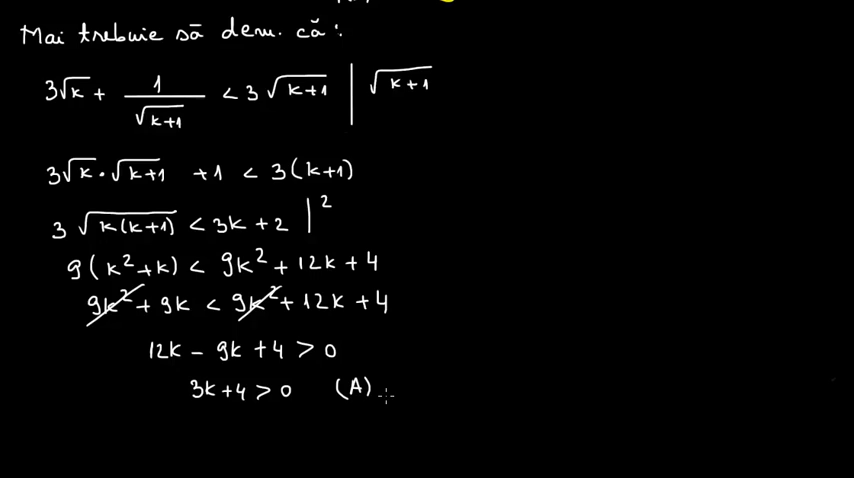 Mai trebuie să dem. că:
3√k + 1/√(k+1) < 3√(k+1) | √(k+1)
3√k · √(k+1) + 1 < 3(k+1)
3√(k(k+1)) < 3k + 2 |²
9(k² + k) < 9k² + 12k + 4
9k² + 9k < 9k² + 12k + 4
12k − 9k + 4 > 0
3k + 4 > 0 (A)